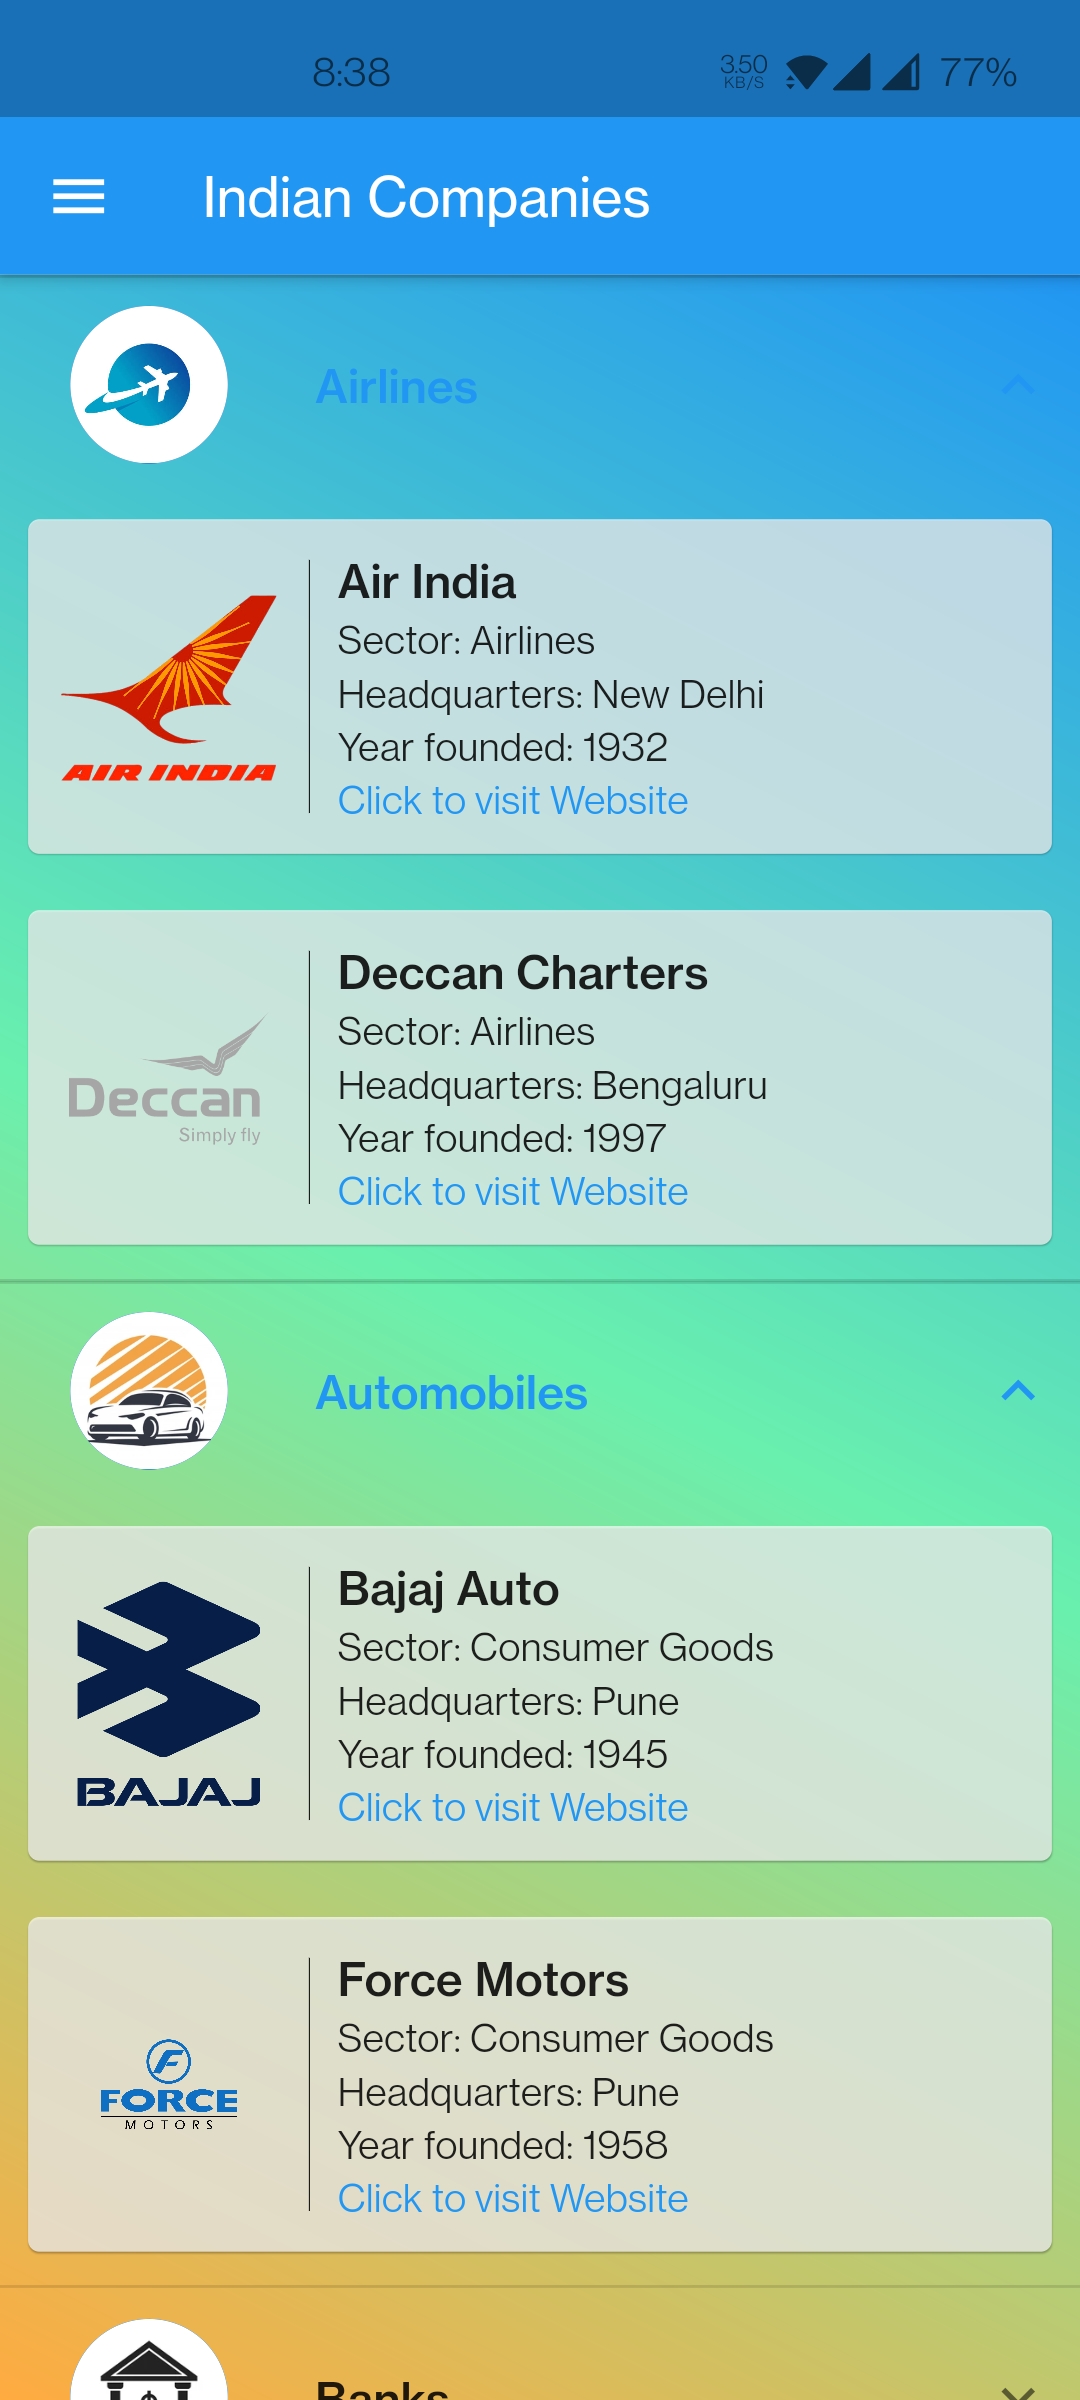 8:38
3.50
KB/S
77%
Indian Companies
Airlines
Air India
Sector: Airlines
Headquarters: New Delhi
Year founded: 1932
Click to visit Website
AIR INDIA
Deccan Charters
Sector: Airlines
Headquarters: Bengaluru
Year founded: 1997
Click to visit Website
Deccan
Simply fly
Automobiles
Bajaj Auto
Sector: Consumer Goods
Headquarters: Pune
Year founded: 1945
Click to visit Website
BAJAJ
Force Motors
Sector: Consumer Goods
Headquarters: Pune
Year founded: 1958
Click to visit Website
F
FORCE
MOTORS
Banks